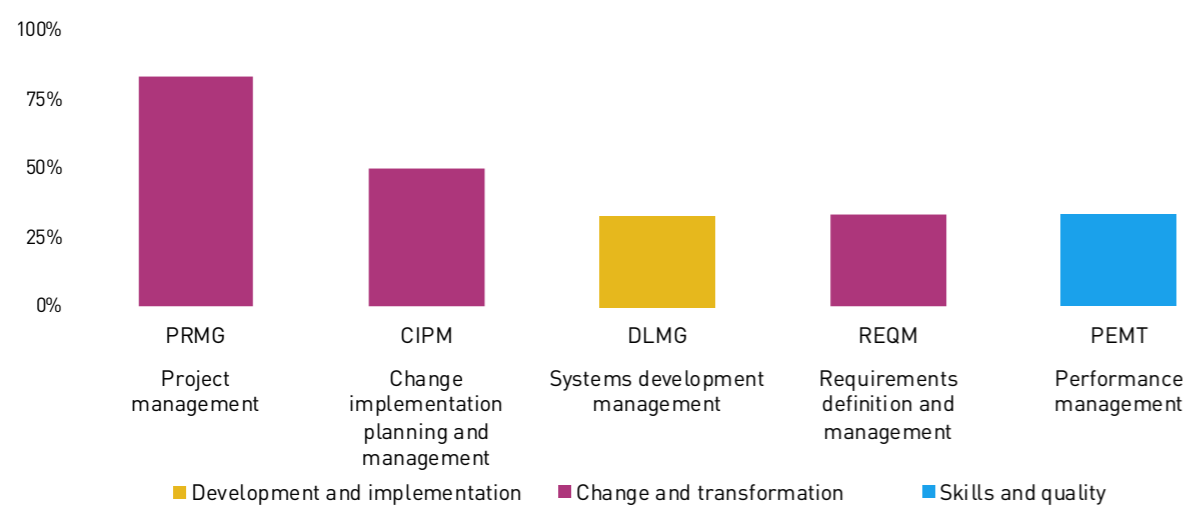 100%
75%
50%
25%
0%
PRMG
CIPM
DLMG
REQM
PEMT
Project
management
Change
implementation
planning and
management
Systems development
management
Requirements
definition and
management
Performance
management
Development and implementation
Change and transformation
Skills and quality